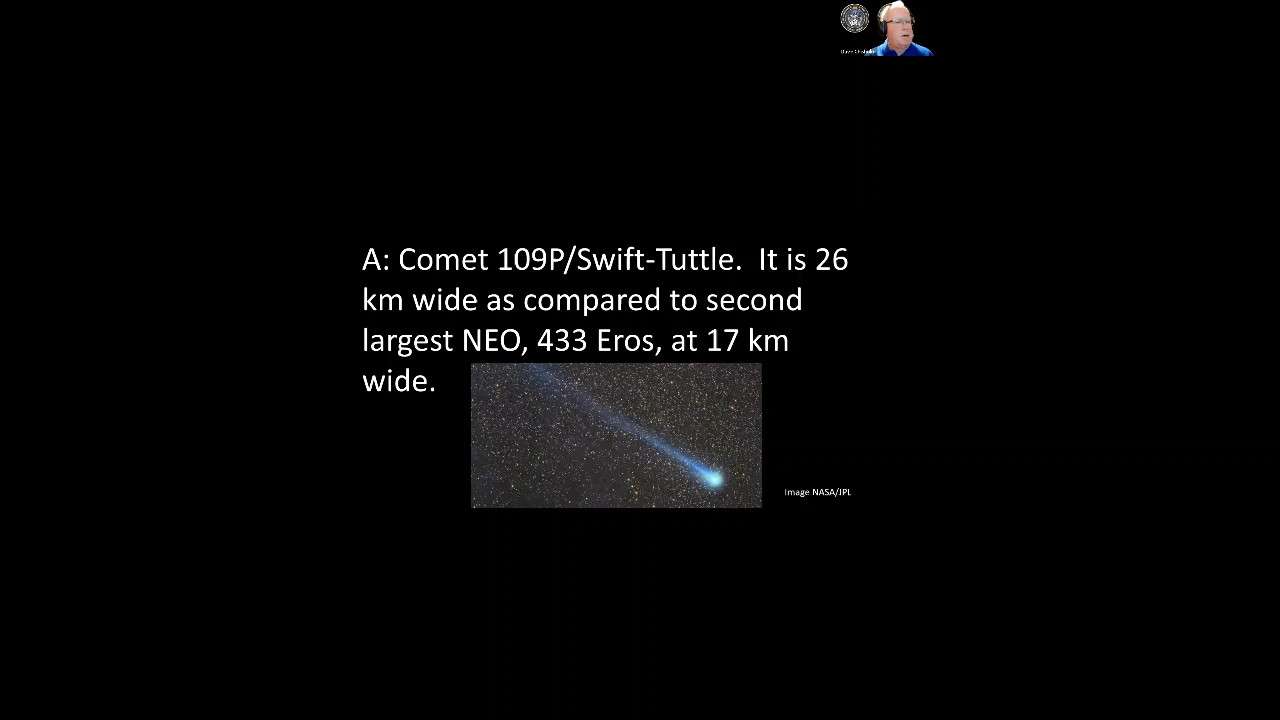 A: Comet 109P/Swift-Tuttle. It is 26
km wide as compared to second
largest NEO, 433 Eros, at 17 km
wide.
Image NASA/JPL